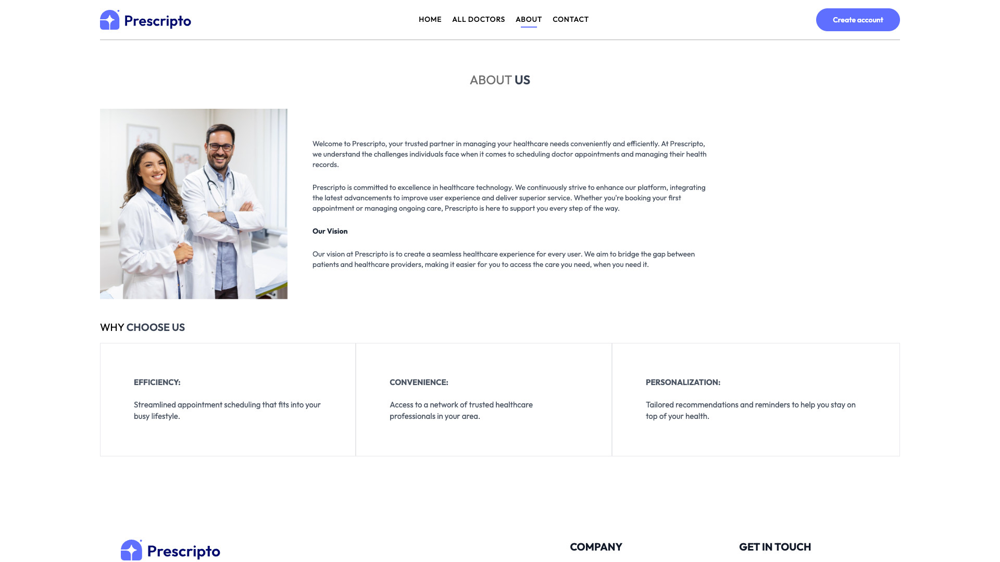 Prescripto
HOME
ALL DOCTORS
ABOUT
CONTACT
Create account
ABOUT US
Welcome to Prescripto, your trusted partner in managing your healthcare needs conveniently and efficiently. At Prescripto,
we understand the challenges individuals face when it comes to scheduling doctor appointments and managing their health
records.
Prescripto is committed to excellence in healthcare technology. We continuously strive to enhance our platform, integrating
the latest advancements to improve user experience and deliver superior service. Whether you're booking your first
appointment or managing ongoing care, Prescripto is here to support you every step of the way.
Our Vision
Our vision at Prescripto is to create a seamless healthcare experience for every user. We aim to bridge the gap between
patients and healthcare providers, making it easier for you to access the care you need, when you need it.
WHY CHOOSE US
EFFICIENCY:
Streamlined appointment scheduling that fits into your
busy lifestyle.
CONVENIENCE:
Access to a network of trusted healthcare
professionals in your area.
PERSONALIZATION:
Tailored recommendations and reminders to help you stay on
top of your health.
Prescripto
COMPANY
GET IN TOUCH